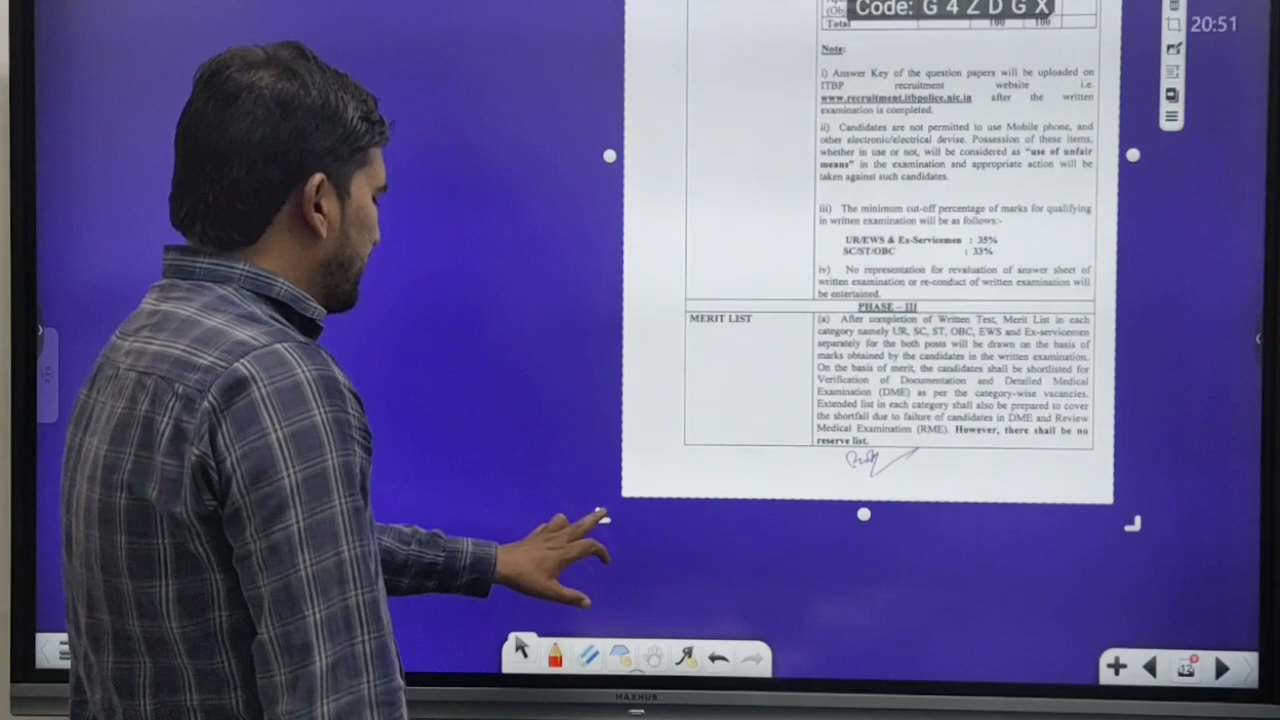 Code: G 4 Z D G X
20:51
Total 100 100
Note:
i) Answer Key of the question papers will be uploaded on
ITBP recruitment website i.e.
www.recruitment.itbpolice.nic.in after the written
examination is completed.
ii) Candidates are not permitted to use Mobile phone, and
other electronic/electrical devise. Possession of these items,
whether in use or not, will be considered as "use of unfair
means" in the examination and appropriate action will be
taken against such candidates.
iii) The minimum cut-off percentage of marks for qualifying
in written examination will be as follows:-
UR/EWS & Ex-Servicemen : 35%
SC/ST/OBC : 33%
iv) No representation for revaluation of answer sheet of
written examination or re-conduct of written examination will
be entertained.
PHASE – III
MERIT LIST
(a) After completion of Written Test, Merit List in each
category namely UR, SC, ST, OBC, EWS and Ex-servicemen
separately for the both posts will be drawn on the basis of
marks obtained by the candidates in the written examination.
On the basis of merit, the candidates shall be shortlisted for
Verification of Documentation and Detailed Medical
Examination (DME) as per the category-wise vacancies.
Extended list in each category shall also be prepared to cover
the shortfall due to failure of candidates in DME and Review
Medical Examination (RME). However, there shall be no
reserve list.
MAXHUB